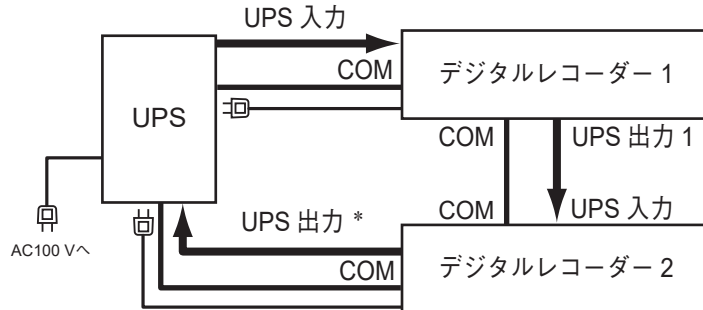 UPS 入力
COM
デジタルレコーダー 1
UPS
COM
UPS 出力 1
AC100 Vへ
UPS 出力 *
COM
UPS 入力
COM
デジタルレコーダー 2